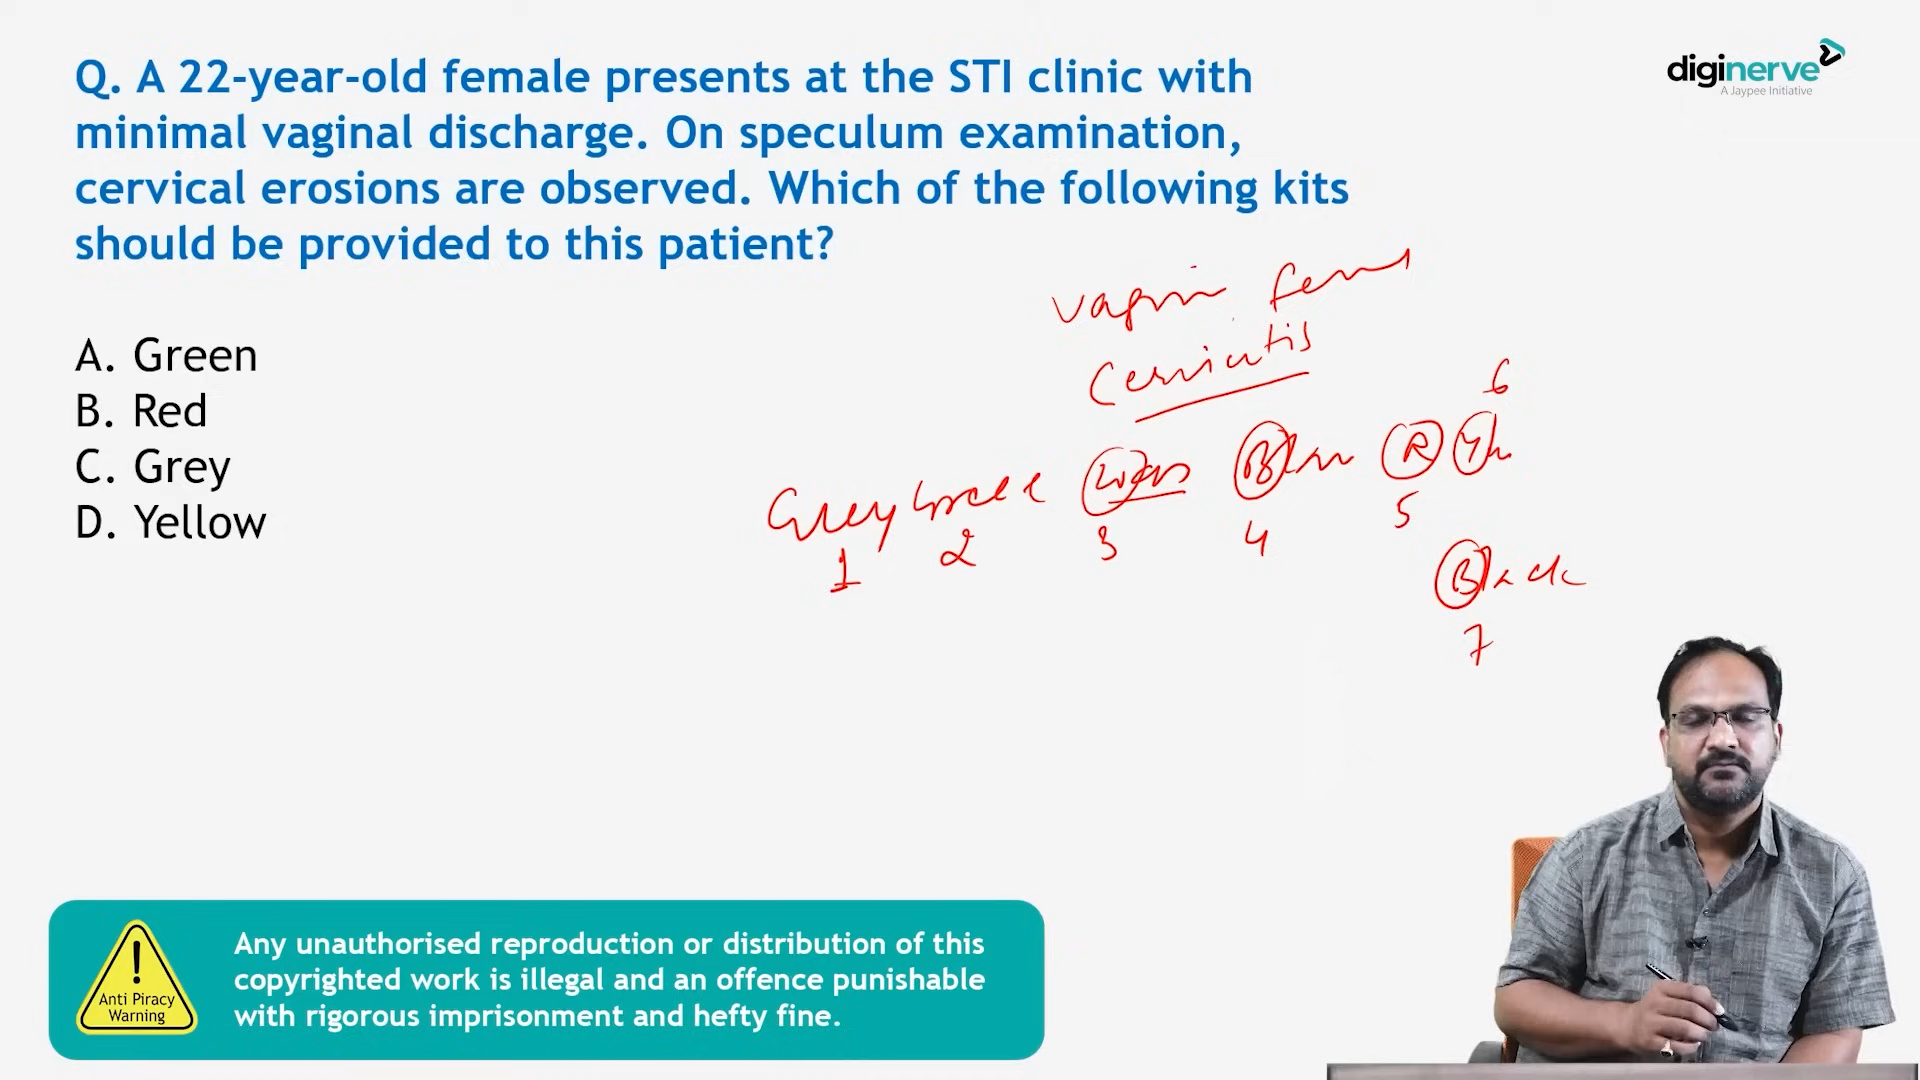 Q. A 22-year-old female presents at the STI clinic with
minimal vaginal discharge. On speculum examination,
cervical erosions are observed. Which of the following kits
should be provided to this patient?
A. Green
B. Red
C. Grey
D. Yellow
diginerve
A Jaypee Initiative
6
Grey
1 2 3 4 5
Black
7
Any unauthorised reproduction or distribution of this
copyrighted work is illegal and an offence punishable
with rigorous imprisonment and hefty fine.
!
Anti Piracy
Warning